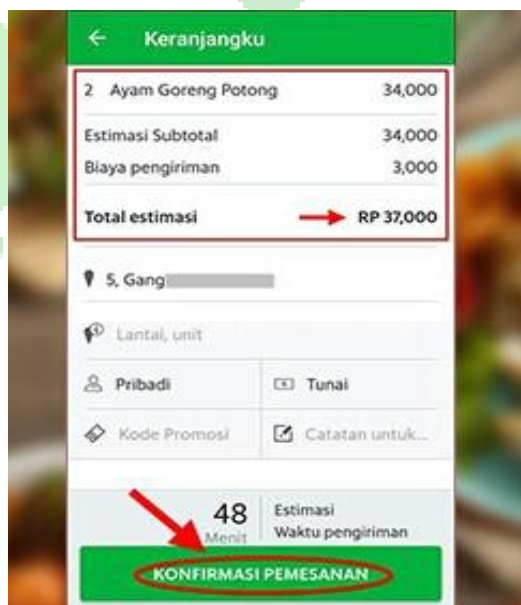 Keranjangku
2 Ayam Goreng Potong 34,000
Estimasi Subtotal 34,000
Biaya pengiriman 3,000
Total estimasi RP 37,000
5, Gang
Lantai, unit
Pribadi Tunai
Kode Promosi Catatan untuk...
48 Estimasi
Menit Waktu pengiriman
KONFIRMASI PEMESANAN